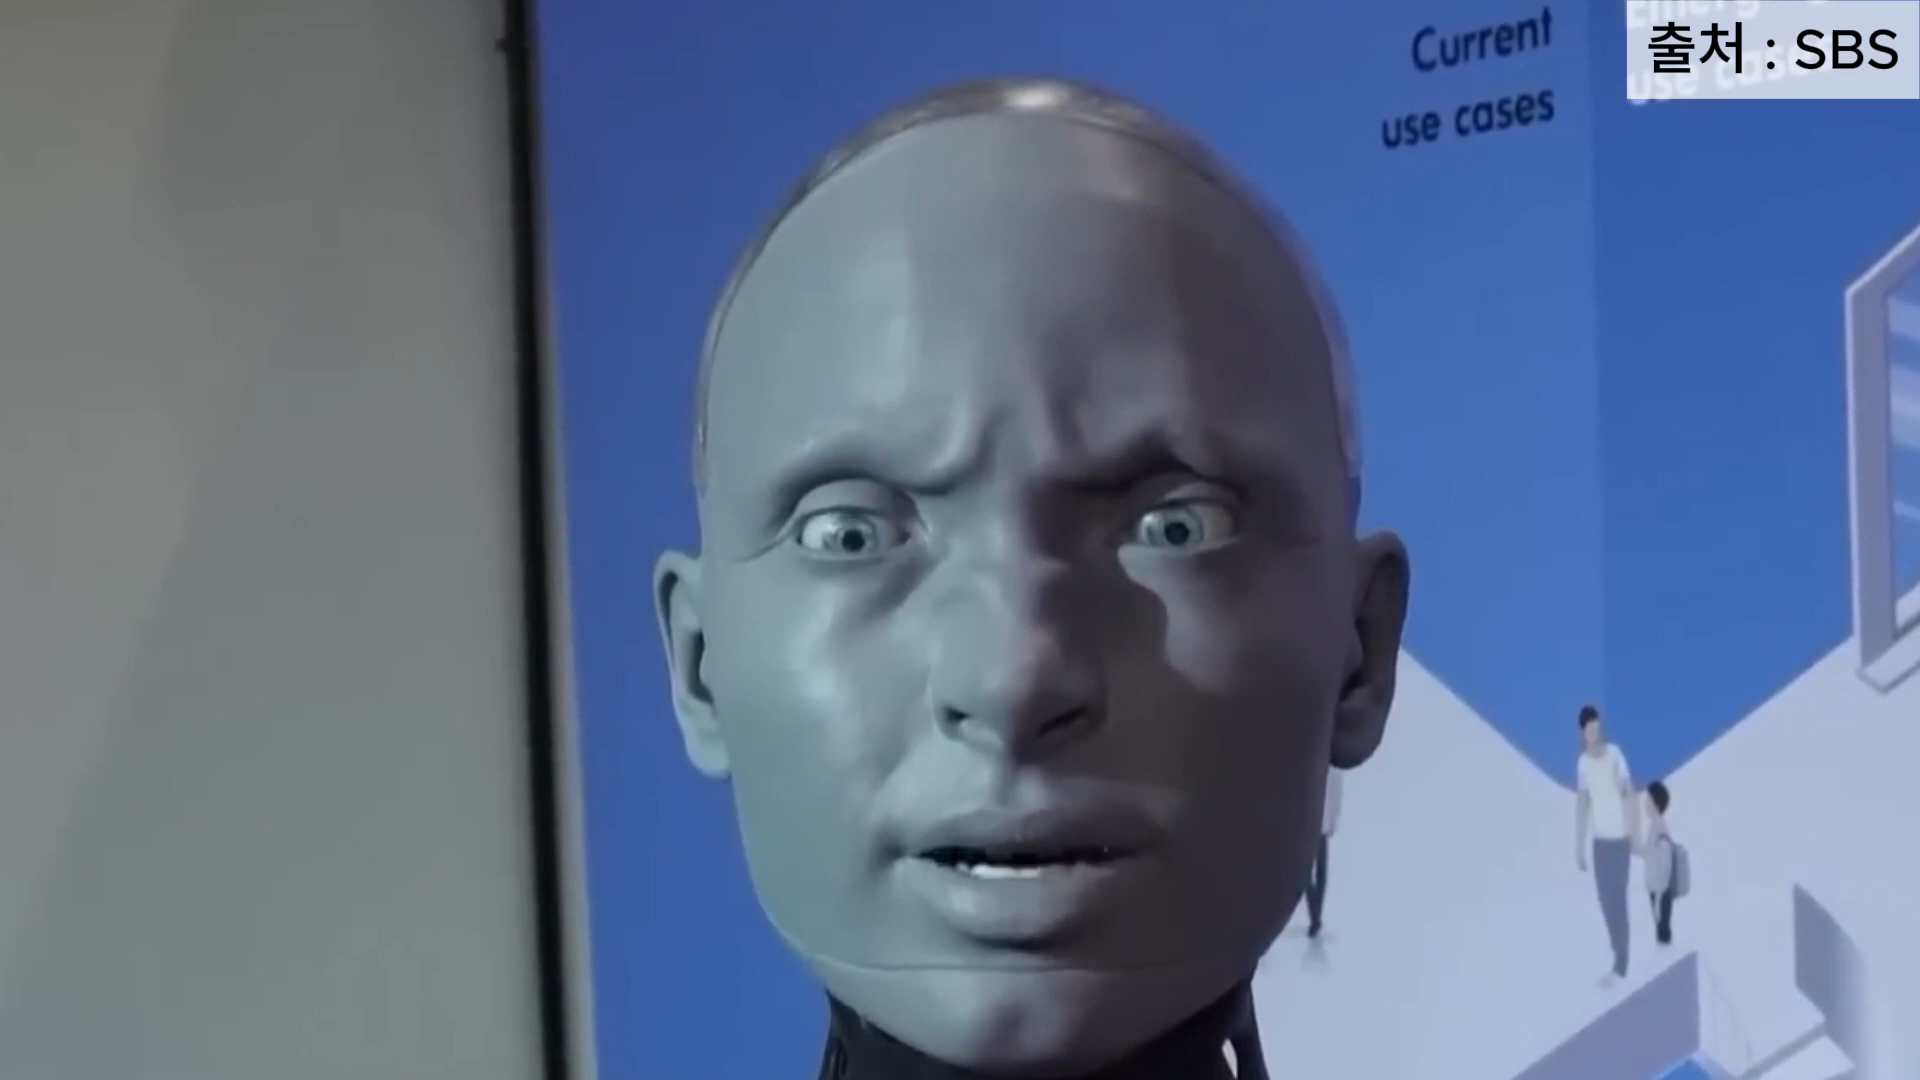 Current
use cases
출처 : SBS